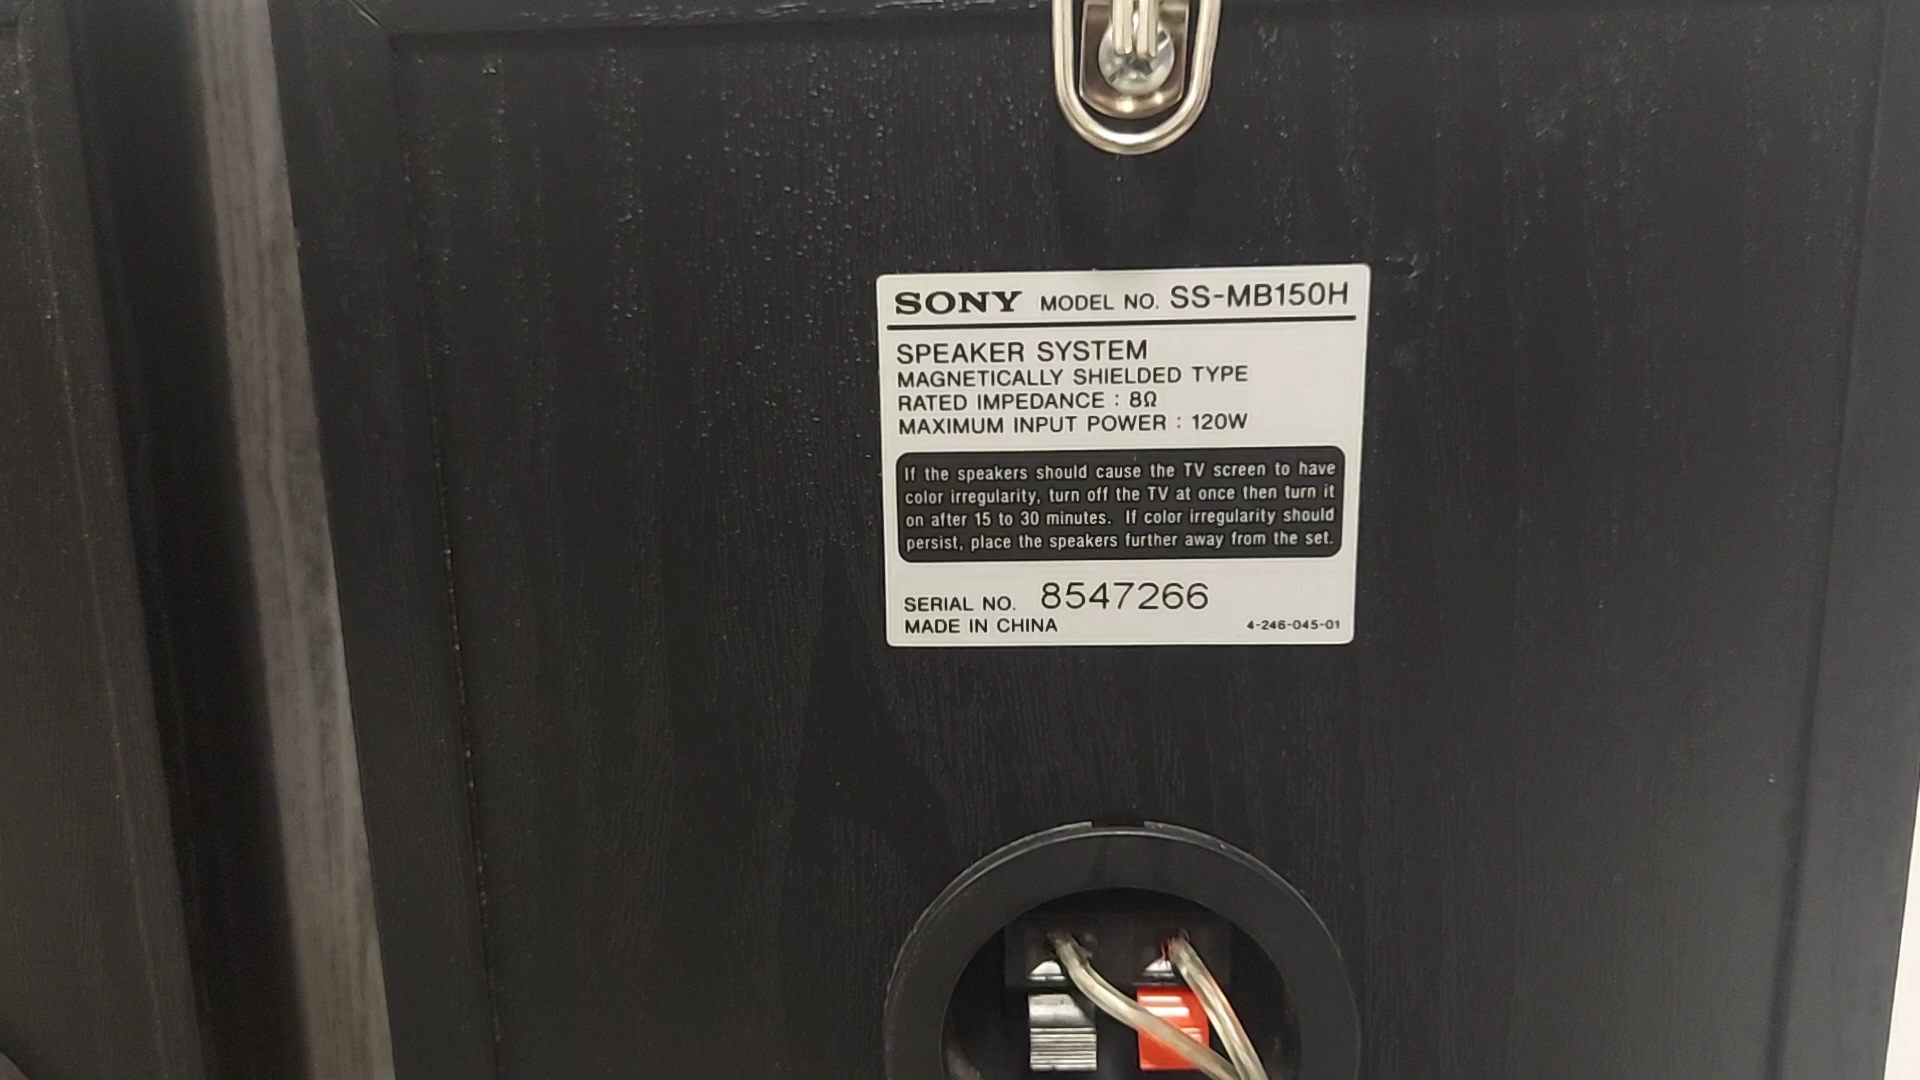 SONY MODEL NO. SS-MB150H
SPEAKER SYSTEM
MAGNETICALLY SHIELDED TYPE
RATED IMPEDANCE : 8Ω
MAXIMUM INPUT POWER : 120W
If the speakers should cause the TV screen to have
color irregularity, turn off the TV at once then turn it
on after 15 to 30 minutes. If color irregularity should
persist, place the speakers further away from the set.
SERIAL NO. 8547266
MADE IN CHINA 4-246-045-01